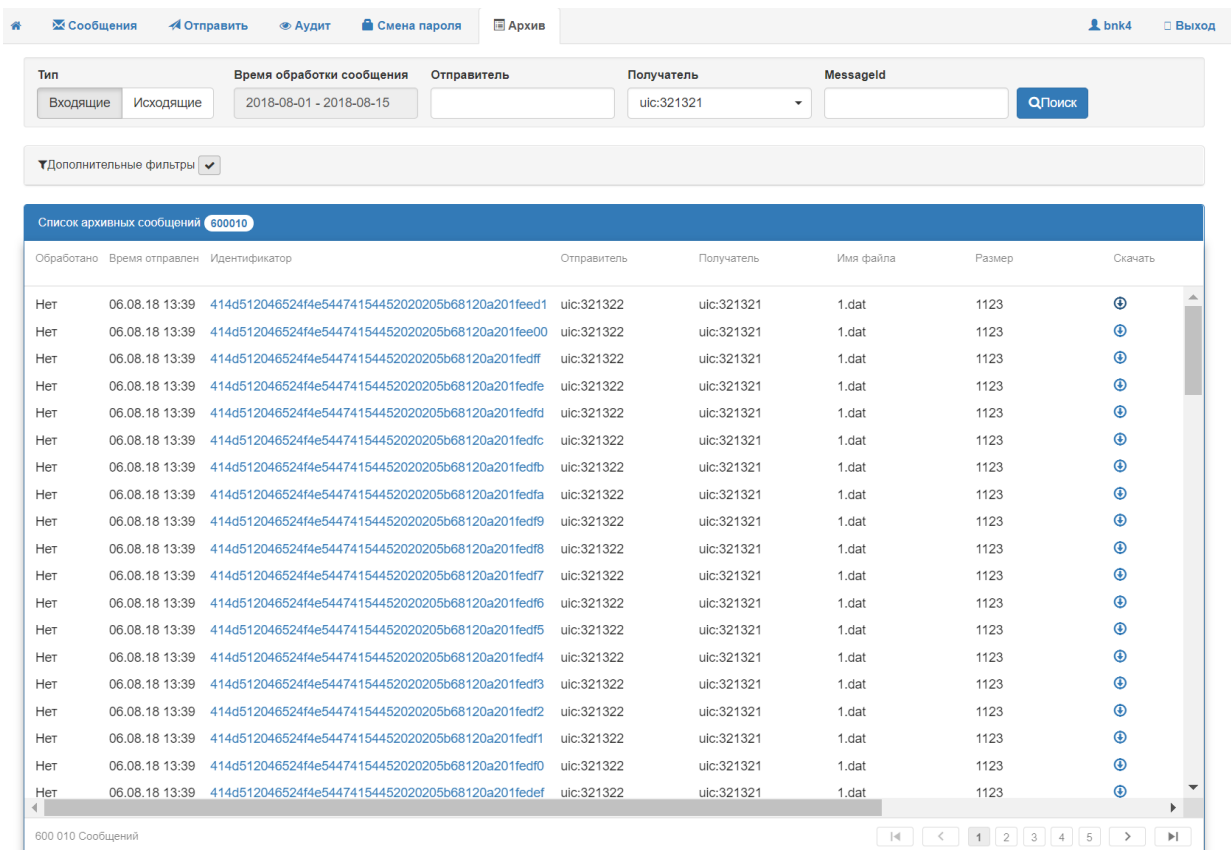 Сообщения Отправить Аудит Смена пароля Архив bnk4 Выход
Тип Время обработки сообщения Отправитель Получатель MessageId
Входящие Исходящие 2018-08-01 - 2018-08-15 uic:321321 Поиск
Дополнительные фильтры
Список архивных сообщений 600010
Обработано Время отправлен Идентификатор Отправитель Получатель Имя файла Размер Скачать
Нет 06.08.18 13:39 414d512046524f4e54474154452020205b68120a201feed1 uic:321322 uic:321321 1.dat 1123
Нет 06.08.18 13:39 414d512046524f4e54474154452020205b68120a201fee00 uic:321322 uic:321321 1.dat 1123
Нет 06.08.18 13:39 414d512046524f4e54474154452020205b68120a201fedff uic:321322 uic:321321 1.dat 1123
Нет 06.08.18 13:39 414d512046524f4e54474154452020205b68120a201fedfe uic:321322 uic:321321 1.dat 1123
Нет 06.08.18 13:39 414d512046524f4e54474154452020205b68120a201fedfd uic:321322 uic:321321 1.dat 1123
Нет 06.08.18 13:39 414d512046524f4e54474154452020205b68120a201fedfc uic:321322 uic:321321 1.dat 1123
Нет 06.08.18 13:39 414d512046524f4e54474154452020205b68120a201fedfb uic:321322 uic:321321 1.dat 1123
Нет 06.08.18 13:39 414d512046524f4e54474154452020205b68120a201fedfa uic:321322 uic:321321 1.dat 1123
Нет 06.08.18 13:39 414d512046524f4e54474154452020205b68120a201fedf9 uic:321322 uic:321321 1.dat 1123
Нет 06.08.18 13:39 414d512046524f4e54474154452020205b68120a201fedf8 uic:321322 uic:321321 1.dat 1123
Нет 06.08.18 13:39 414d512046524f4e54474154452020205b68120a201fedf7 uic:321322 uic:321321 1.dat 1123
Нет 06.08.18 13:39 414d512046524f4e54474154452020205b68120a201fedf6 uic:321322 uic:321321 1.dat 1123
Нет 06.08.18 13:39 414d512046524f4e54474154452020205b68120a201fedf5 uic:321322 uic:321321 1.dat 1123
Нет 06.08.18 13:39 414d512046524f4e54474154452020205b68120a201fedf4 uic:321322 uic:321321 1.dat 1123
Нет 06.08.18 13:39 414d512046524f4e54474154452020205b68120a201fedf3 uic:321322 uic:321321 1.dat 1123
Нет 06.08.18 13:39 414d512046524f4e54474154452020205b68120a201fedf2 uic:321322 uic:321321 1.dat 1123
Нет 06.08.18 13:39 414d512046524f4e54474154452020205b68120a201fedf1 uic:321322 uic:321321 1.dat 1123
Нет 06.08.18 13:39 414d512046524f4e54474154452020205b68120a201fedf0 uic:321322 uic:321321 1.dat 1123
Нет 06.08.18 13:39 414d512046524f4e54474154452020205b68120a201fedef uic:321322 uic:321321 1.dat 1123
600 010 Сообщений 1 2 3 4 5